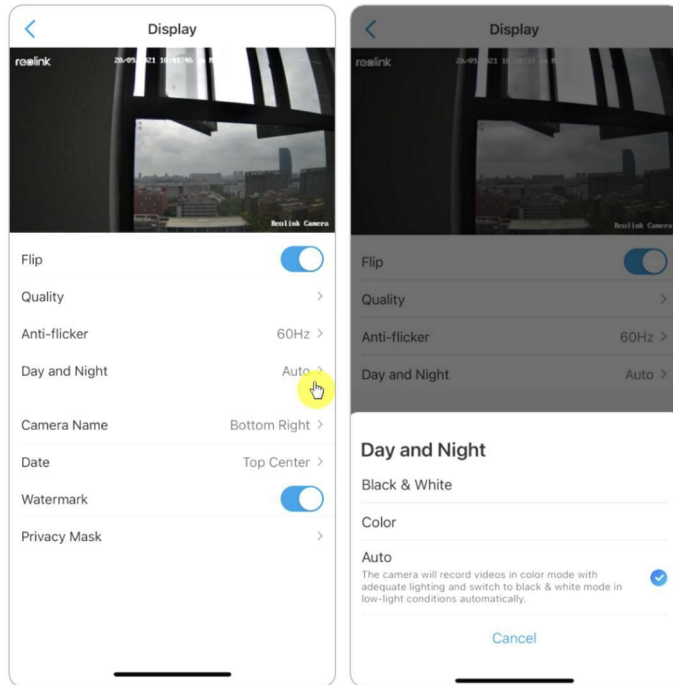 Display
reolink
Reolink Camera
Flip
Quality
Anti-flicker
60Hz
Day and Night
Auto
Camera Name
Bottom Right
Date
Top Center
Watermark
Privacy Mask
Display
reolink
Reolink Camera
Flip
Quality
Anti-flicker
60Hz
Day and Night
Auto
Day and Night
Black & White
Color
Auto
The camera will record videos in color mode with
adequate lighting and switch to black & white mode in
low-light conditions automatically.
Cancel